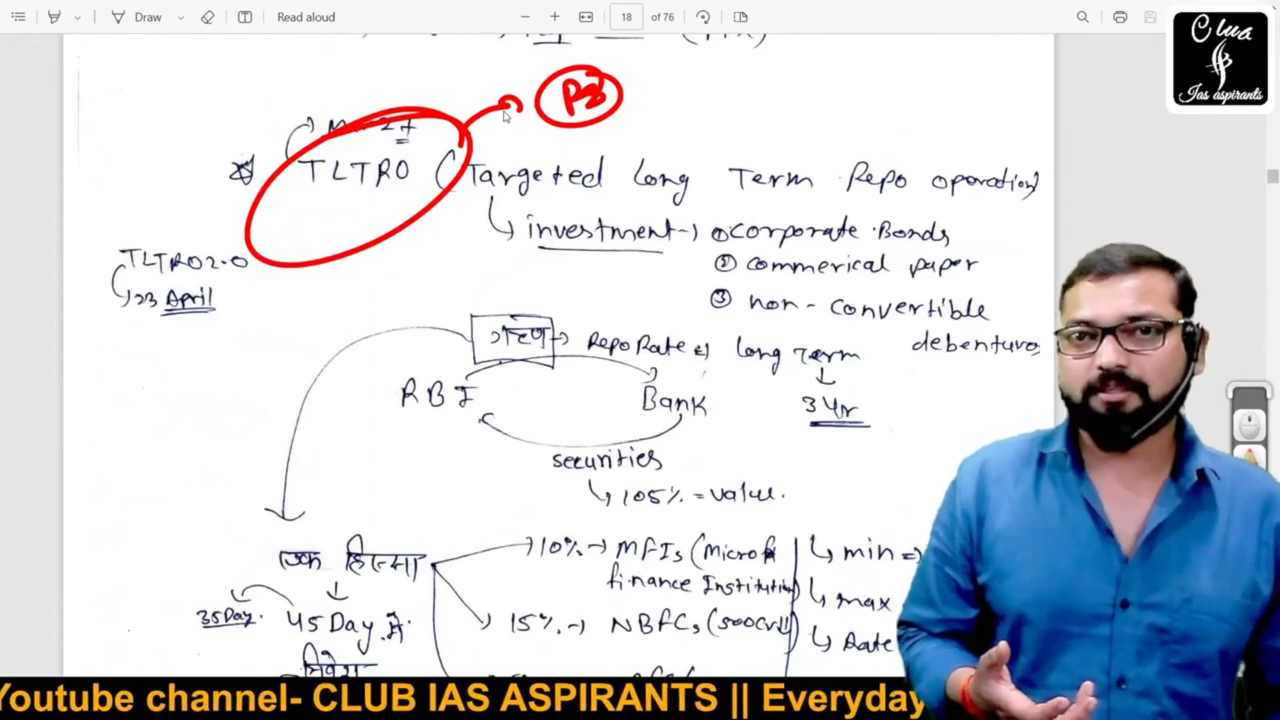 Draw
Read aloud
18 of 76
Clua
Ias aspirants
TLTRO (Targeted Long Term Repo operation)
investment → ① corporate Bonds
② commerical paper
③ non-convertible debentures
TLTRO 2.0
23 April
Repo Rate → long Term
3 Yr
RBI
Bank
securities
105% = value.
एक हिस्सा
10% → MFIs (Micro finance Institution)
min →
max
Rate
35 Day.
45 Day में
निवेश
15% → NBFCs (500Cr
Youtube channel- CLUB IAS ASPIRANTS || Everyday